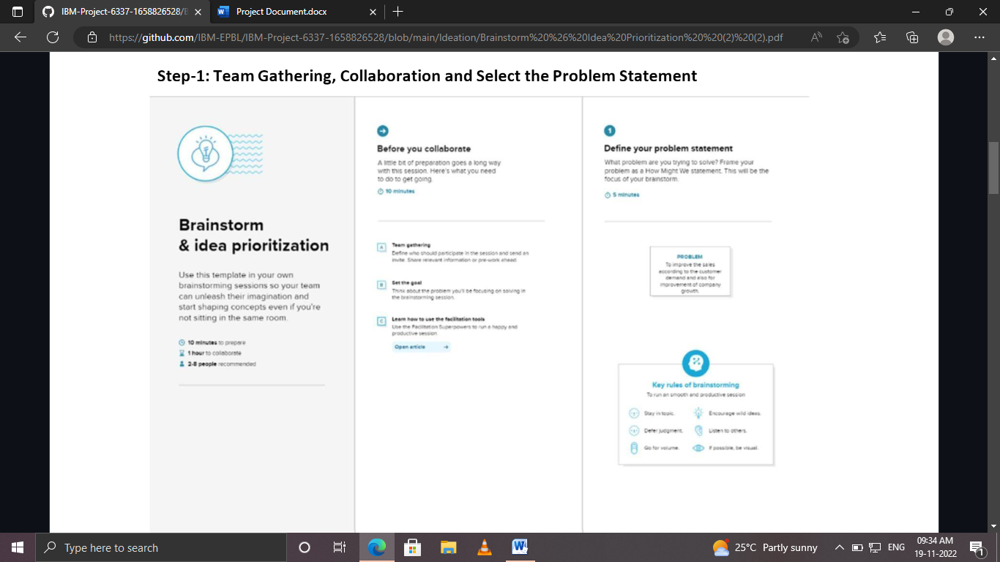 IBM-Project-6337-1658826528/B
Project Document.docx
https://github.com/IBM-EPBL/IBM-Project-6337-1658826528/blob/main/Ideation/Brainstorm%20%26%20Idea%20Prioritization%20%20(2)%20(2).pdf
Step-1: Team Gathering, Collaboration and Select the Problem Statement
Brainstorm
& idea prioritization
Use this template in your own
brainstorming sessions so your team
can unleash their imagination and
start shaping concepts even if you're
not sitting in the same room.
10 minutes to prepare
1 hour to collaborate
2-8 people recommended
Before you collaborate
A little bit of preparation goes a long way
with this session. Here's what you need
to do to get going.
10 minutes
A
Team gathering
Define who should participate in the session and send an
invite. Share relevant information or pre-work ahead.
B
Set the goal
Think about the problem you'll be focusing on solving in
the brainstorming session.
C
Learn how to use the facilitation tools
Use the Facilitation Superpowers to run a happy and
productive session.
Open article
1
Define your problem statement
What problem are you trying to solve? Frame your
problem as a How Might We statement. This will be the
focus of your brainstorm.
5 minutes
PROBLEM
To improve the sales
according to the customer
demand and also for
improvement of company
growth.
Key rules of brainstorming
To run an smooth and productive session
Stay in topic.
Encourage wild ideas.
Defer judgment.
Listen to others.
Go for volume.
If possible, be visual.
Type here to search
25°C Partly sunny
ENG
09:34 AM
19-11-2022
1